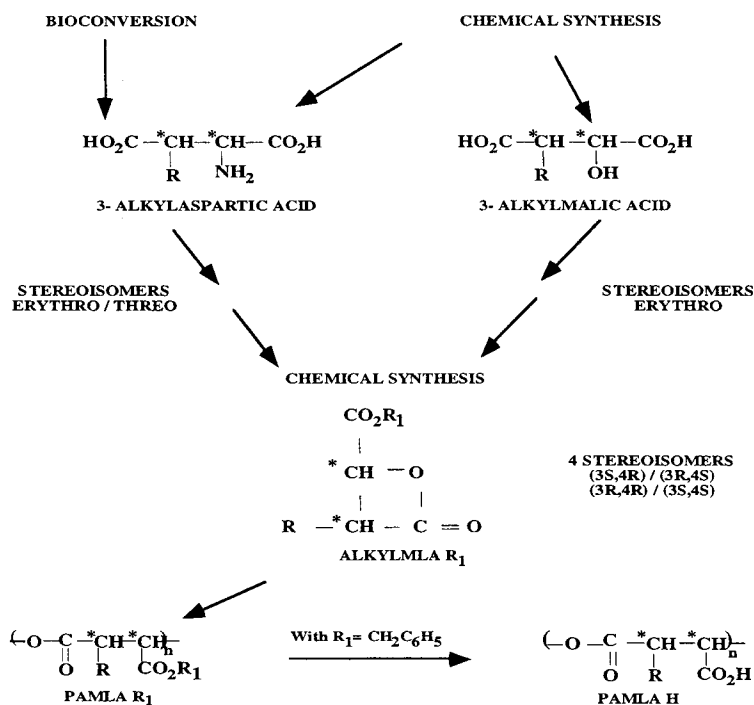 BIOCONVERSION
CHEMICAL SYNTHESIS
HO₂C—*CH—*CH—CO₂H
R NH₂
3- ALKYLASPARTIC ACID
HO₂C—*CH—*CH—CO₂H
R OH
3- ALKYLMALIC ACID
STEREOISOMERS
ERYTHRO / THREO
STEREOISOMERS
ERYTHRO
CHEMICAL SYNTHESIS
CO₂R₁
*CH—O
R—*CH—C=O
ALKYLMLA R₁
4 STEREOISOMERS
(3S,4R) / (3R,4S)
(3R,4R) / (3S,4S)
(—O—C—*CH—*CH—)n
O R CO₂R₁
PAMLA R₁
With R₁= CH₂C₆H₅
(—O—C—*CH—*CH—)n
O R CO₂H
PAMLA H